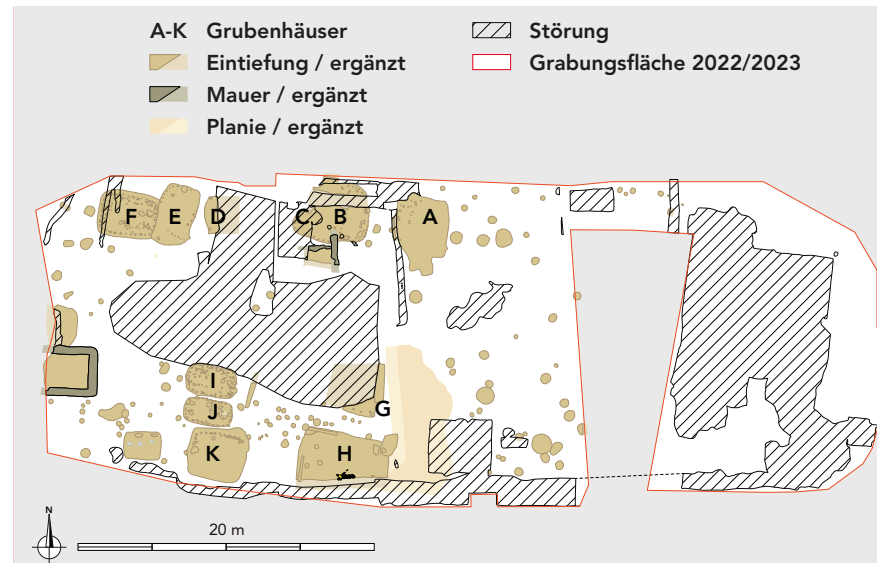 A-K Grubenhäuser
Eintiefung / ergänzt
Mauer / ergänzt
Planie / ergänzt
Störung
Grabungsfläche 2022/2023
F E D C B A
I
J
G
K H
N
20 m